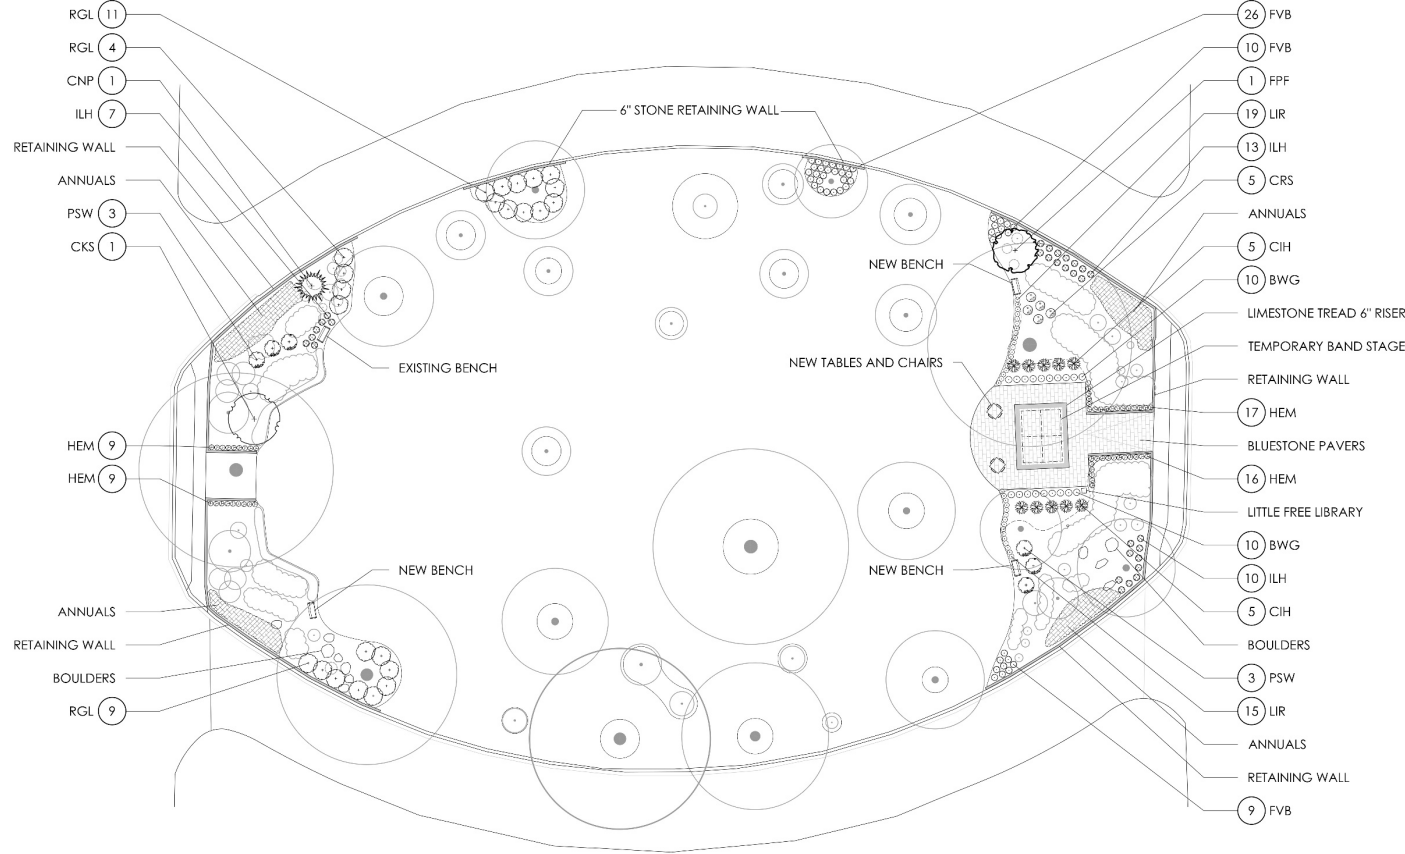 RGL 11
RGL 4
CNP 1
ILH 7
RETAINING WALL
ANNUALS
PSW 3
CKS 1
HEM 9
HEM 9
ANNUALS
RETAINING WALL
BOULDERS
RGL 9
6" STONE RETAINING WALL
EXISTING BENCH
NEW BENCH
NEW BENCH
NEW TABLES AND CHAIRS
NEW BENCH
26 FVB
10 FVB
1 FPF
19 LIR
13 ILH
5 CRS
ANNUALS
5 CIH
10 BWG
LIMESTONE TREAD 6" RISER
TEMPORARY BAND STAGE
RETAINING WALL
17 HEM
BLUESTONE PAVERS
16 HEM
LITTLE FREE LIBRARY
10 BWG
10 ILH
5 CIH
BOULDERS
3 PSW
15 LIR
ANNUALS
RETAINING WALL
9 FVB